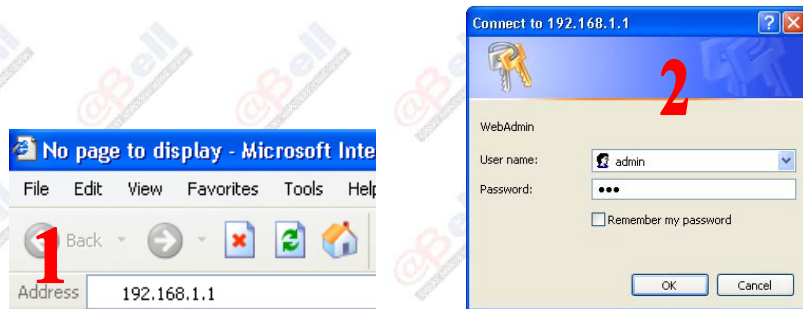 No page to display - Microsoft Inte
File Edit View Favorites Tools Help
Back
1
Address 192.168.1.1
Connect to 192.168.1.1
2
WebAdmin
User name: admin
Password: •••
Remember my password
OK Cancel
@Bell